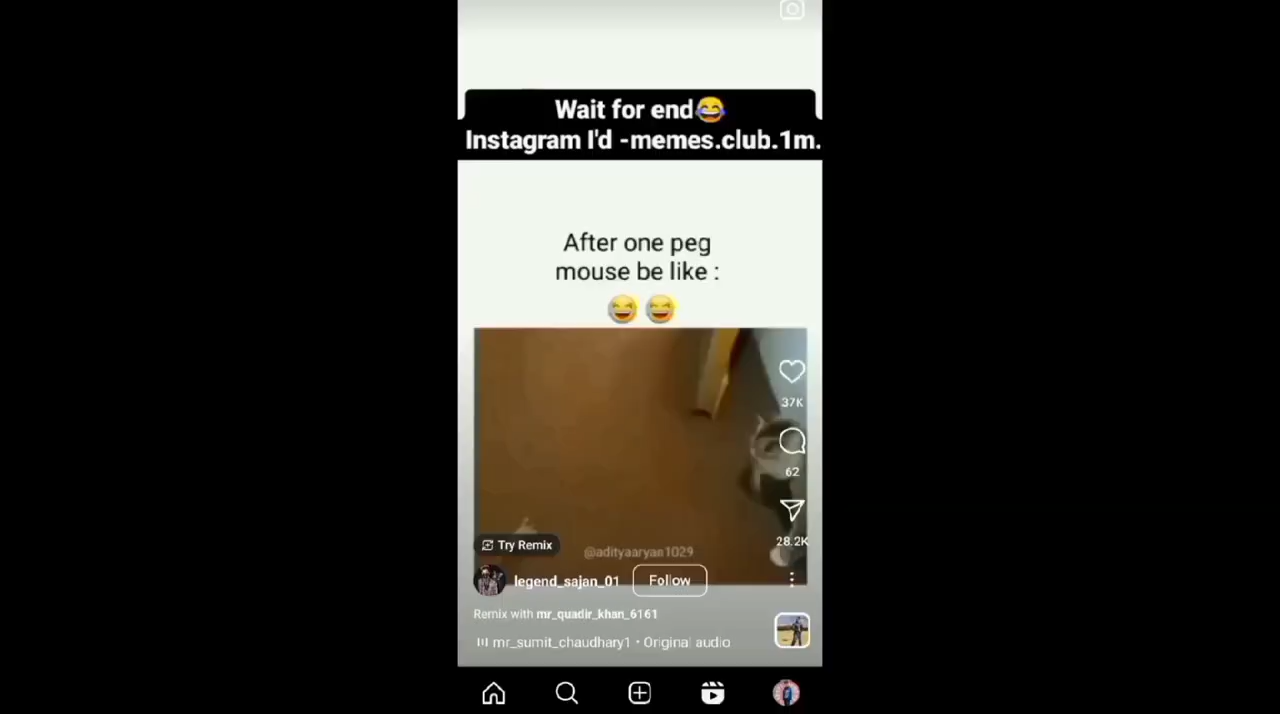 Wait for end😂
Instagram I'd -memes.club.1m.
After one peg
mouse be like :
😆 😆
37K
62
28.2K
Try Remix
@adityaaryan1029
legend_sajan_01 Follow
Remix with mr_quadir_khan_6161
mr_sumit_chaudhary1 • Original audio